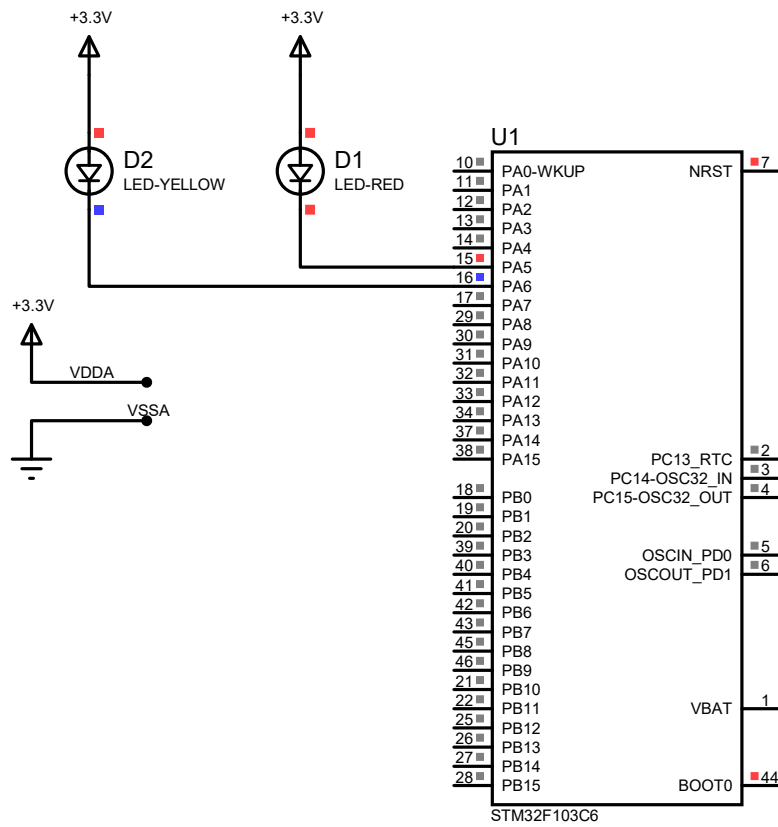 +3.3V
+3.3V
D2
LED-YELLOW
D1
LED-RED
+3.3V
VDDA
VSSA
U1
10 PA0-WKUP
11 PA1
12 PA2
13 PA3
14 PA4
15 PA5
16 PA6
17 PA7
29 PA8
30 PA9
31 PA10
32 PA11
33 PA12
34 PA13
37 PA14
38 PA15
18 PB0
19 PB1
20 PB2
39 PB3
40 PB4
41 PB5
42 PB6
43 PB7
45 PB8
46 PB9
21 PB10
22 PB11
25 PB12
26 PB13
27 PB14
28 PB15
NRST 7
PC13_RTC 2
PC14-OSC32_IN 3
PC15-OSC32_OUT 4
OSCIN_PD0 5
OSCOUT_PD1 6
VBAT 1
BOOT0 44
STM32F103C6